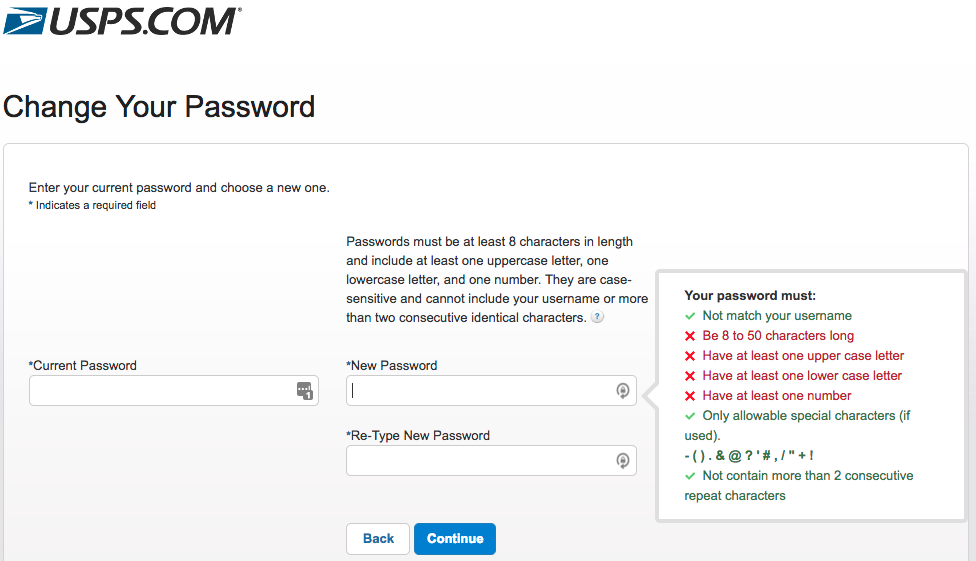 USPS.COM®
Change Your Password
Enter your current password and choose a new one.
* Indicates a required field
Passwords must be at least 8 characters in length
and include at least one uppercase letter, one
lowercase letter, and one number. They are case-
sensitive and cannot include your username or more
than two consecutive identical characters. ?
*Current Password
1
*New Password
*Re-Type New Password
Back
Continue
Your password must:
Not match your username
Be 8 to 50 characters long
Have at least one upper case letter
Have at least one lower case letter
Have at least one number
Only allowable special characters (if
used).
- ( ) . & @ ? ' # , / " + !
Not contain more than 2 consecutive
repeat characters